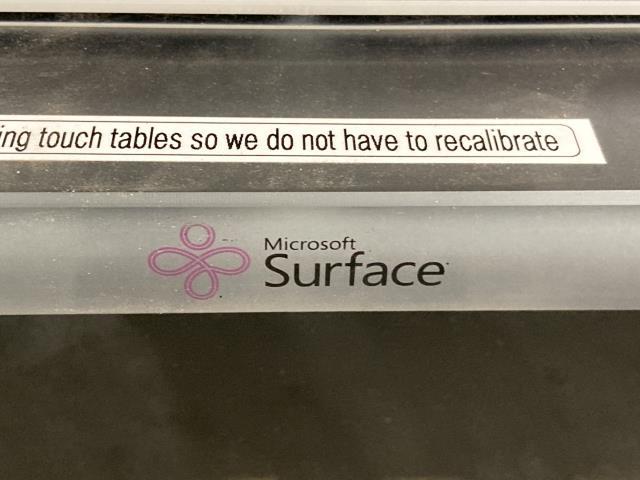 ing touch tables so we do not have to recalibrate
Microsoft
Surface